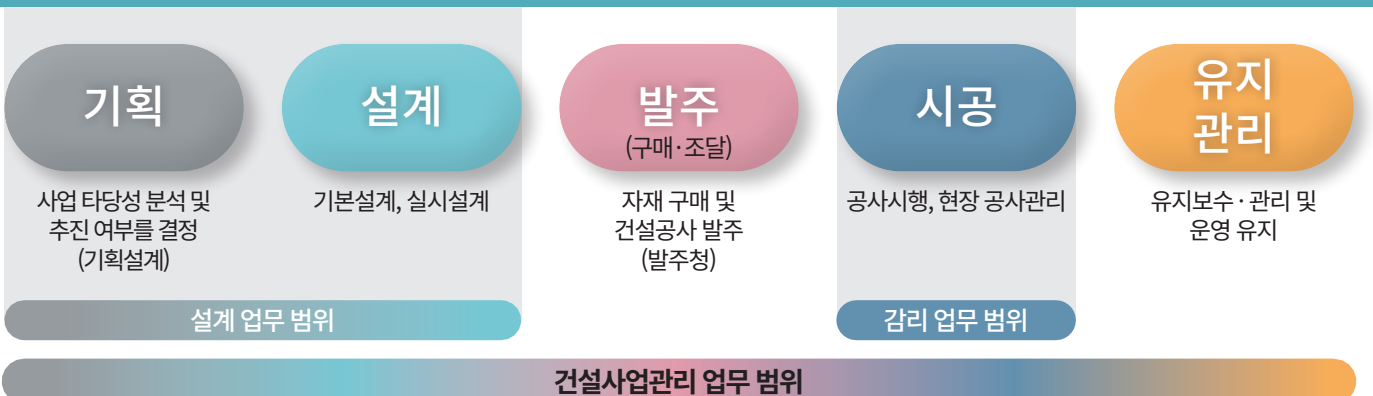 기획
사업 타당성 분석 및
추진 여부를 결정
(기획설계)
설계
기본설계, 실시설계
발주
(구매·조달)
자재 구매 및
건설공사 발주
(발주청)
시공
공사시행, 현장 공사관리
유지
관리
유지보수 · 관리 및
운영 유지
설계 업무 범위
감리 업무 범위
건설사업관리 업무 범위